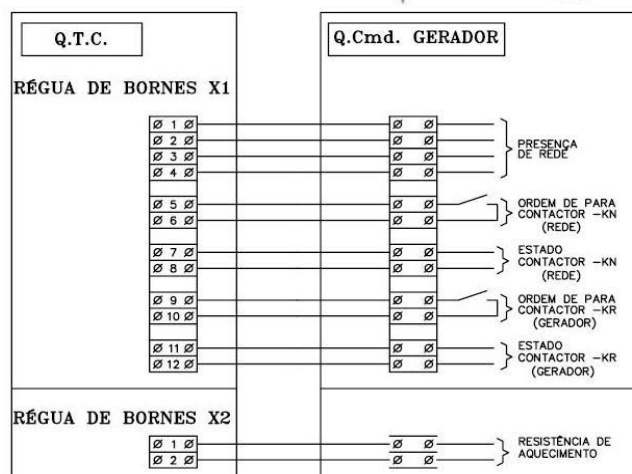 Q.T.C.
Q.Cmd. GERADOR
RÉGUA DE BORNES X1
Ø 1 Ø
Ø 2 Ø
Ø 3 Ø
Ø 4 Ø
Ø Ø
Ø Ø
Ø Ø
Ø Ø
PRESENÇA
DE REDE
Ø 5 Ø
Ø 6 Ø
Ø Ø
Ø Ø
ORDEM DE PARA
CONTACTOR -KN
(REDE)
Ø 7 Ø
Ø 8 Ø
Ø Ø
Ø Ø
ESTADO
CONTACTOR -KN
(REDE)
Ø 9 Ø
Ø 10 Ø
Ø Ø
Ø Ø
ORDEM DE PARA
CONTACTOR -KR
(GERADOR)
Ø 11 Ø
Ø 12 Ø
Ø Ø
Ø Ø
ESTADO
CONTACTOR -KR
(GERADOR)
RÉGUA DE BORNES X2
Ø 1 Ø
Ø 2 Ø
Ø Ø
Ø Ø
RESISTÊNCIA DE
AQUECIMENTO